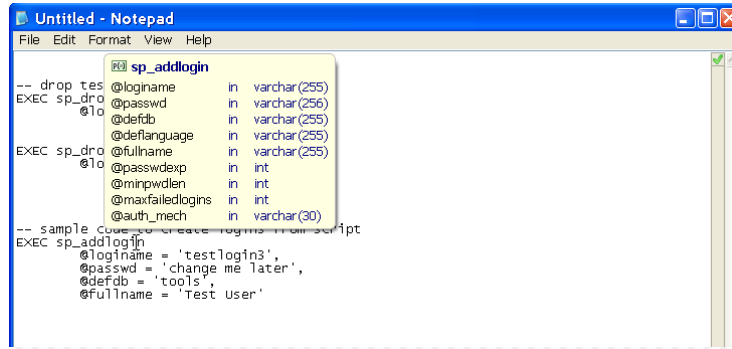 Untitled - Notepad
File Edit Format View Help
sp_addlogin
@loginame in varchar(255)
@passwd in varchar(256)
@defdb in varchar(255)
@deflanguage in varchar(255)
@fullname in varchar(255)
@passwdexp in int
@minpwdlen in int
@maxfailedlogins in int
@auth_mech in varchar(30)
-- drop tes
EXEC sp_dro
@lo
EXEC sp_dro
@lo
-- sample code to create login3 from script
EXEC sp_addlogin
@loginame = 'testlogin3',
@passwd = 'change me later',
@defdb = 'tools',
@fullname = 'Test User'